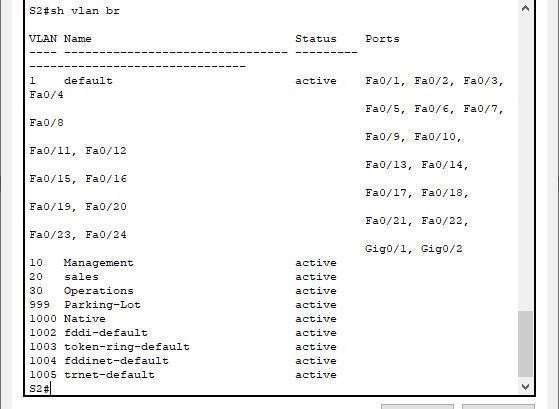 S2#sh vlan br
VLAN Name Status Ports
---- -------------------------------- --------- -------------------------------
1 default active Fa0/1, Fa0/2, Fa0/3,
Fa0/4
Fa0/5, Fa0/6, Fa0/7,
Fa0/8
Fa0/9, Fa0/10,
Fa0/11, Fa0/12
Fa0/13, Fa0/14,
Fa0/15, Fa0/16
Fa0/17, Fa0/18,
Fa0/19, Fa0/20
Fa0/21, Fa0/22,
Fa0/23, Fa0/24
Gig0/1, Gig0/2
10 Management active
20 sales active
30 Operations active
999 Parking-Lot active
1000 Native active
1002 fddi-default active
1003 token-ring-default active
1004 fddinet-default active
1005 trnet-default active
S2#